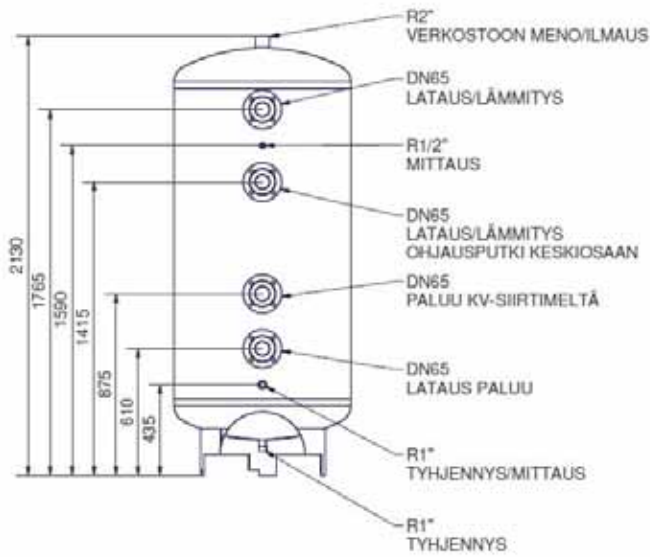 R2"
VERKOSTOON MENO/ILMAUS
DN65
LATAUS/LÄMMITYS
R1/2"
MITTAUS
DN65
LATAUS/LÄMMITYS
OHJAUSPUTKI KESKIOSAAN
DN65
PALUU KV-SIIRTIMELTÄ
DN65
LATAUS PALUU
R1"
TYHJENNYS/MITTAUS
R1"
TYHJENNYS
2130
1765
1590
1415
875
610
435